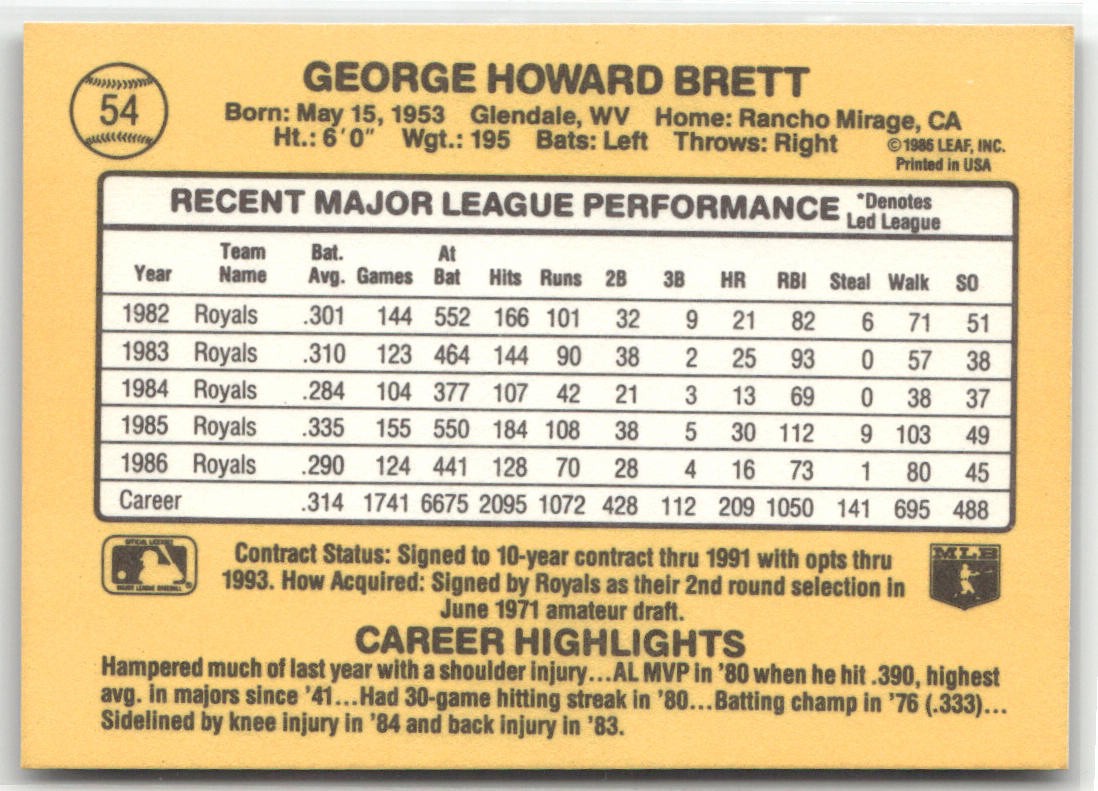 54
GEORGE HOWARD BRETT
Born: May 15, 1953 Glendale, WV Home: Rancho Mirage, CA
Ht.: 6'0" Wgt.: 195 Bats: Left Throws: Right
©1986 LEAF, INC.
Printed in USA
RECENT MAJOR LEAGUE PERFORMANCE
*Denotes
Led League
Year Team Name Bat. Avg. Games At Bat Hits Runs 2B 3B HR RBI Steal Walk SO
1982 Royals .301 144 552 166 101 32 9 21 82 6 71 51
1983 Royals .310 123 464 144 90 38 2 25 93 0 57 38
1984 Royals .284 104 377 107 42 21 3 13 69 0 38 37
1985 Royals .335 155 550 184 108 38 5 30 112 9 103 49
1986 Royals .290 124 441 128 70 28 4 16 73 1 80 45
Career .314 1741 6675 2095 1072 428 112 209 1050 141 695 488
OFFICIAL LICENSEE
MAJOR LEAGUE BASEBALL
®
Contract Status: Signed to 10-year contract thru 1991 with opts thru
1993. How Acquired: Signed by Royals as their 2nd round selection in
June 1971 amateur draft.
MLB
CAREER HIGHLIGHTS
Hampered much of last year with a shoulder injury...AL MVP in '80 when he hit .390, highest
avg. in majors since '41...Had 30-game hitting streak in '80...Batting champ in '76 (.333)...
Sidelined by knee injury in '84 and back injury in '83.